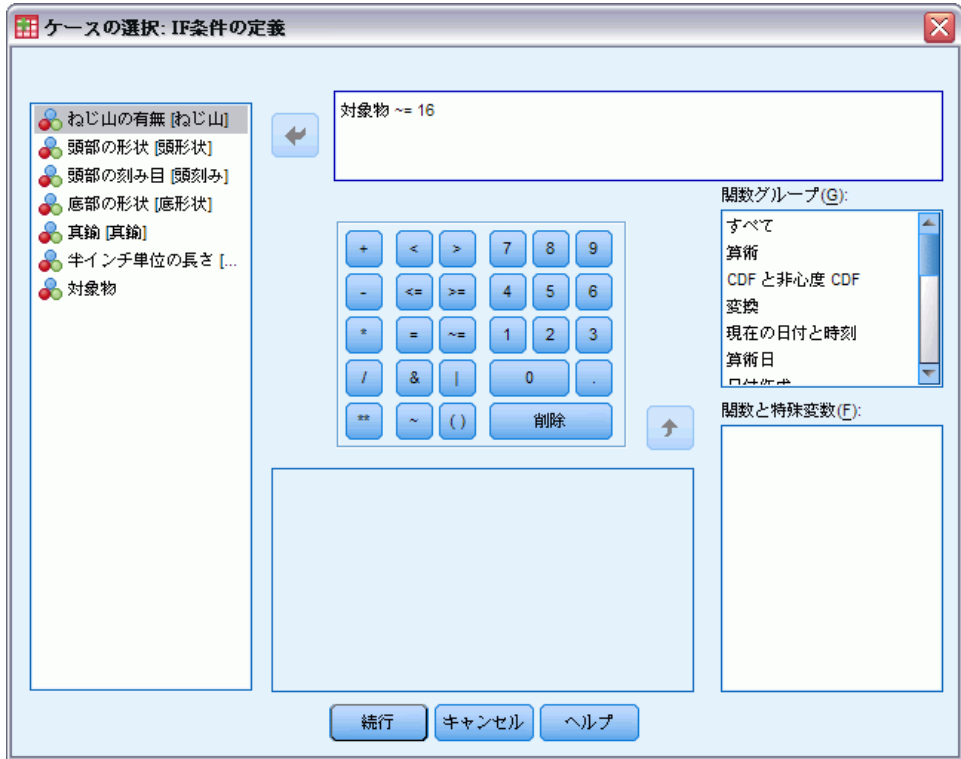 ケースの選択: IF条件の定義
ねじ山の有無 [ねじ山]
頭部の形状 [頭形状]
頭部の刻み目 [頭刻み]
底部の形状 [底形状]
真鍮 [真鍮]
半インチ単位の長さ [...
対象物
対象物 ~= 16
+ < > 7 8 9
- <= >= 4 5 6
* = ~= 1 2 3
/ & | 0 .
** ~ ( ) 削除
関数グループ(G):
すべて
算術
CDF と非心度 CDF
変換
現在の日付と時刻
算術日
日付作成
関数と特殊変数(F):
続行 キャンセル ヘルプ